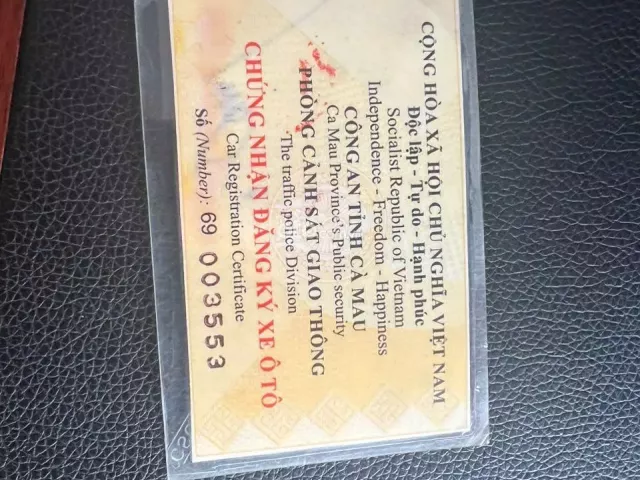 CỘNG HÒA XÃ HỘI CHỦ NGHĨA VIỆT NAM
Độc lập - Tự do - Hạnh phúc
Socialist Republic of Vietnam
Independence - Freedom - Happiness
CÔNG AN TỈNH CÀ MAU
Ca Mau Province's Public security
PHÒNG CẢNH SÁT GIAO THÔNG
The traffic police Division
CHỨNG NHẬN ĐĂNG KÝ XE Ô TÔ
Car Registration Certificate
Số (Number): 69 003553